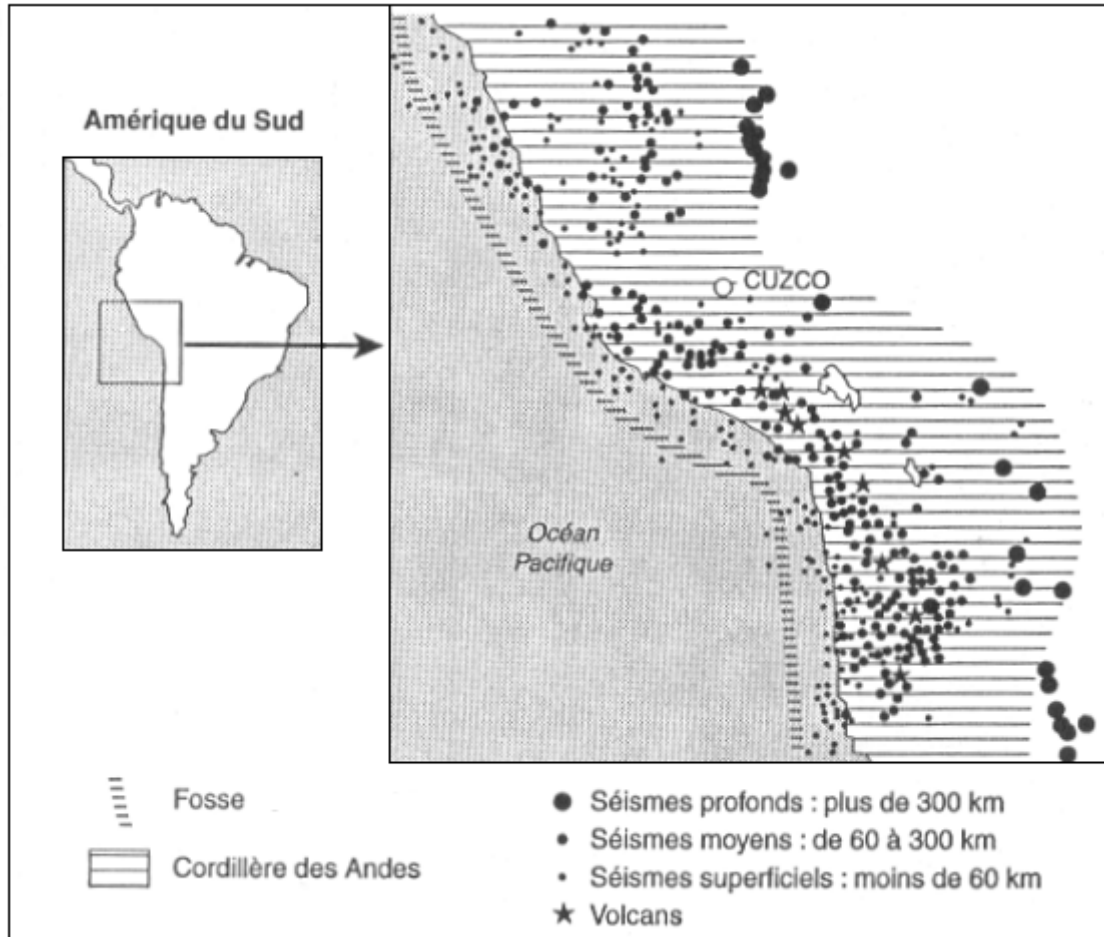 Amérique du Sud
CUZCO
Océan
Pacifique
Fosse
Cordillère des Andes
Séismes profonds : plus de 300 km
Séismes moyens : de 60 à 300 km
Séismes superficiels : moins de 60 km
Volcans